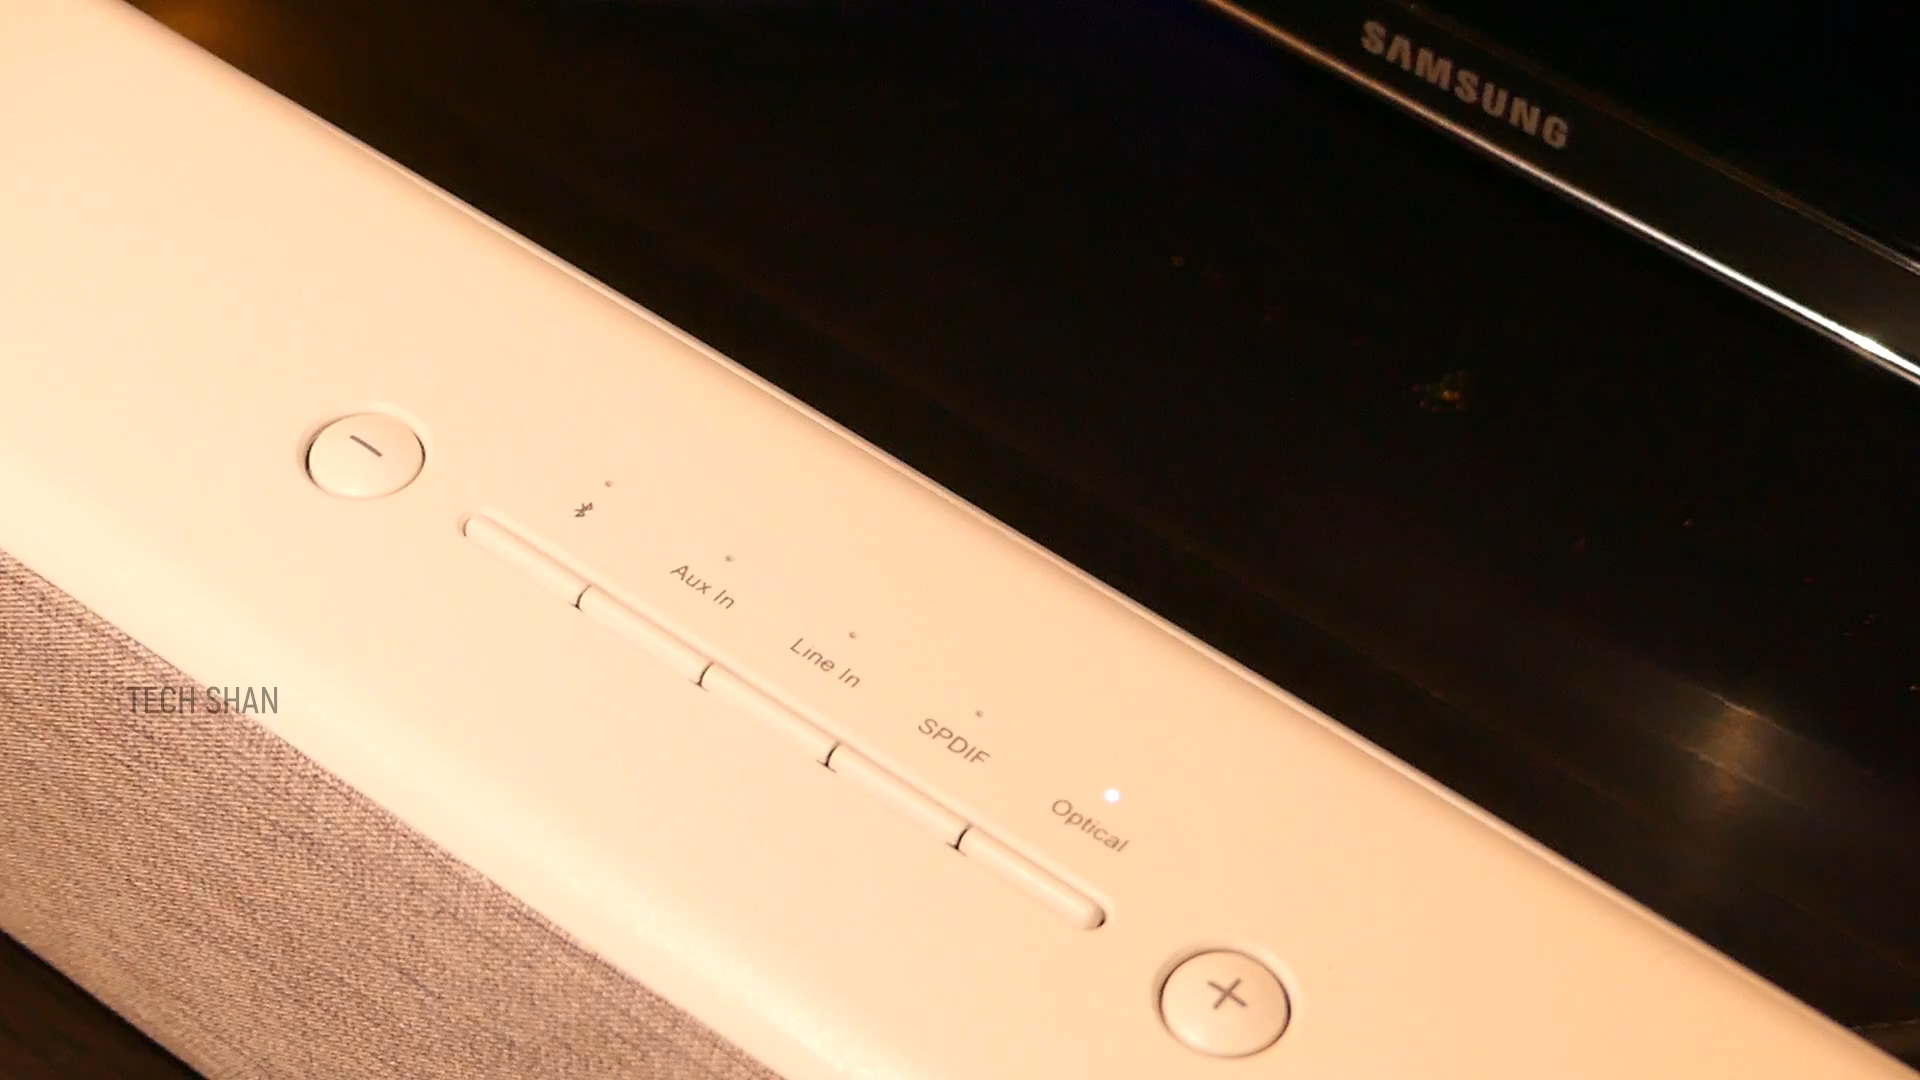 SAMSUNG
Aux In
Line In
SPDIF
Optical
TECH SHAN